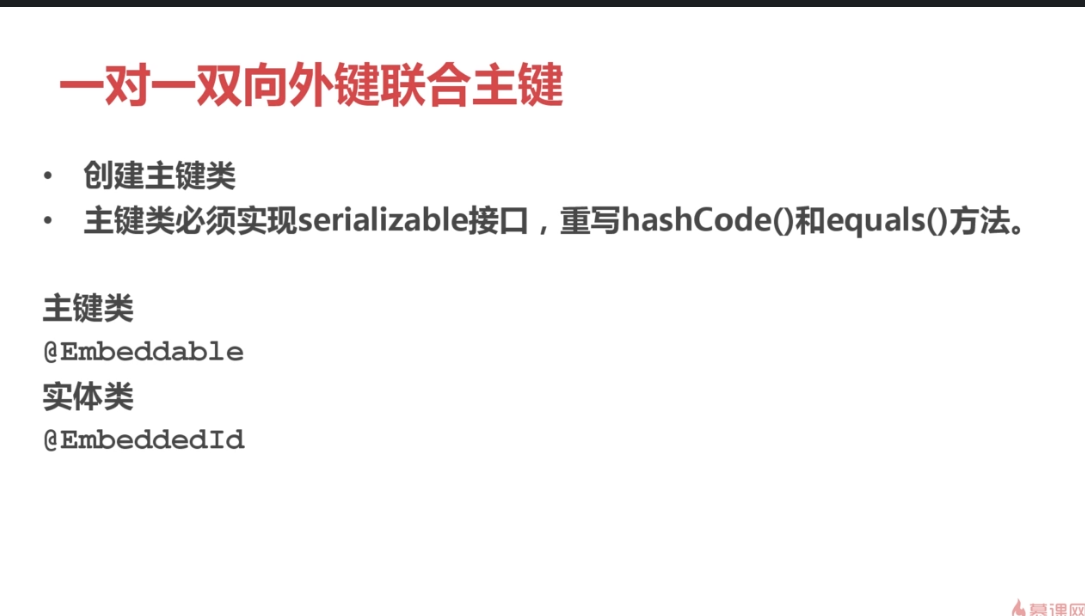 一对一双向外键联合主键
• 创建主键类
• 主键类必须实现serializable接口，重写hashCode()和equals()方法。
主键类
@Embeddable
实体类
@EmbeddedId
慕课网